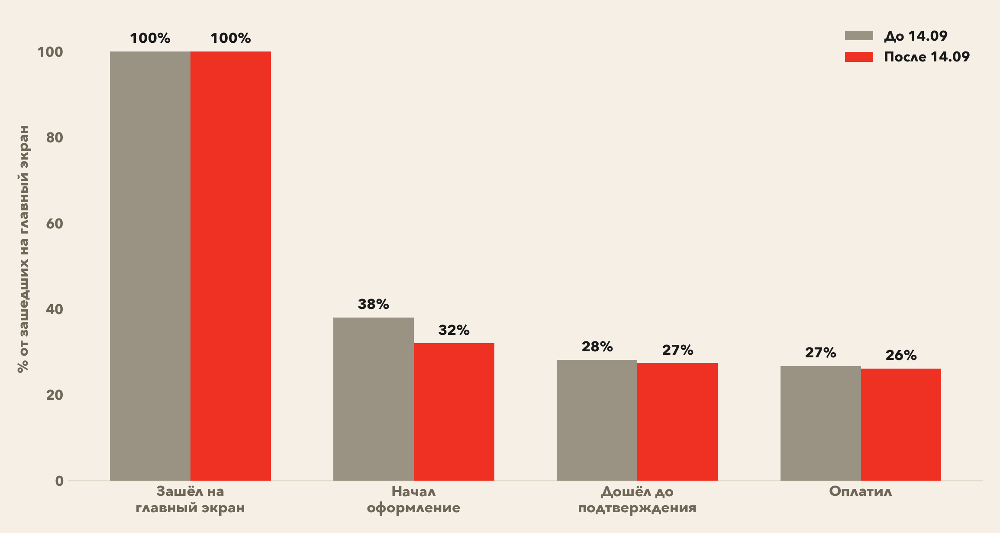 До 14.09
После 14.09
% от зашедших на главный экран
100
80
60
40
20
0
100%
100%
38%
32%
28%
27%
27%
26%
Зашёл на
главный экран
Начал
оформление
Дошёл до
подтверждения
Оплатил